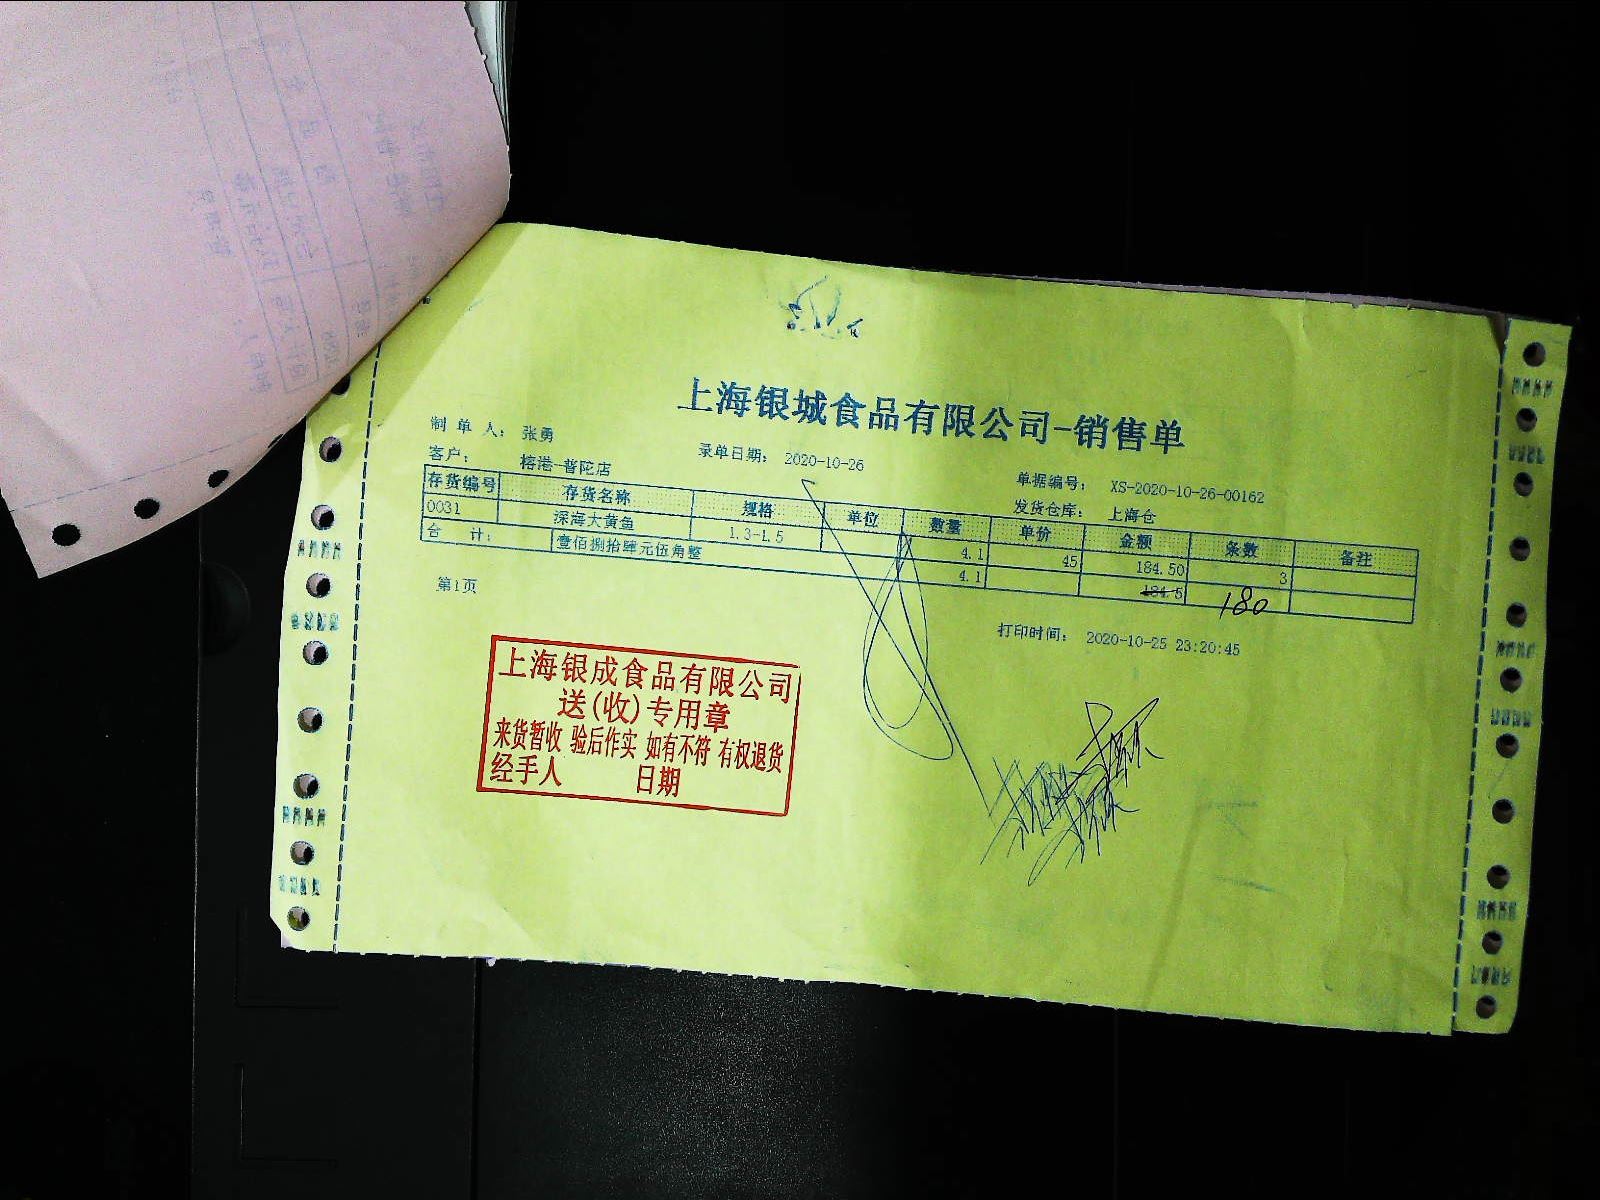 上海银城食品有限公司-销售单
制 单 人： 张勇 录单日期： 2020-10-26 单据编号： XS-2020-10-26-00162
客户： 榕港-普陀店 发货仓库： 上海仓
存货编号 存货名称 规格 单位 数量 单价 金额 条数 备注
0031 深海大黄鱼 1.3-1.5 4.1 45 184.50 3
合 计： 壹佰捌拾肆元伍角整 4.1 184.5 180
第1页 打印时间： 2020-10-25 23:20:45
上海银成食品有限公司
送(收)专用章
来货暂收 验后作实 如有不符 有权退货
经手人 日期